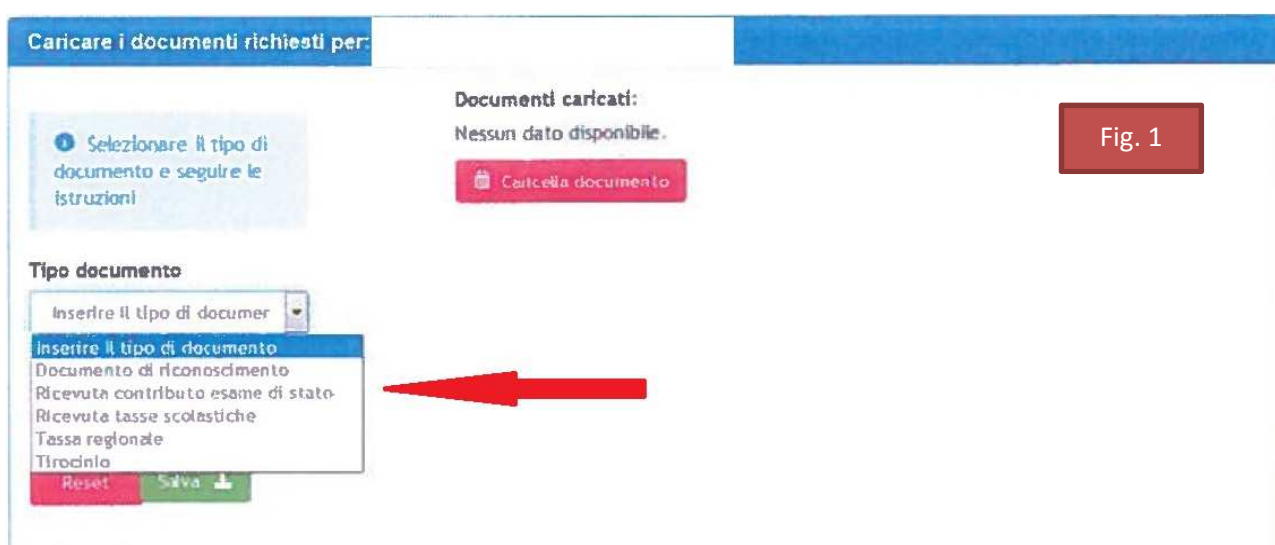 Caricare i documenti richiesti per:
Selezionare il tipo di
documento e seguire le
istruzioni
Documenti caricati:
Nessun dato disponibile.
Cancella documento
Fig. 1
Tipo documento
Inserire il tipo di documer
Inserire il tipo di documento
Documento di riconoscimento
Ricevuta contributo esame di stato
Ricevuta tasse scolastiche
Tassa regionale
Tirocinio
Reset
Salva